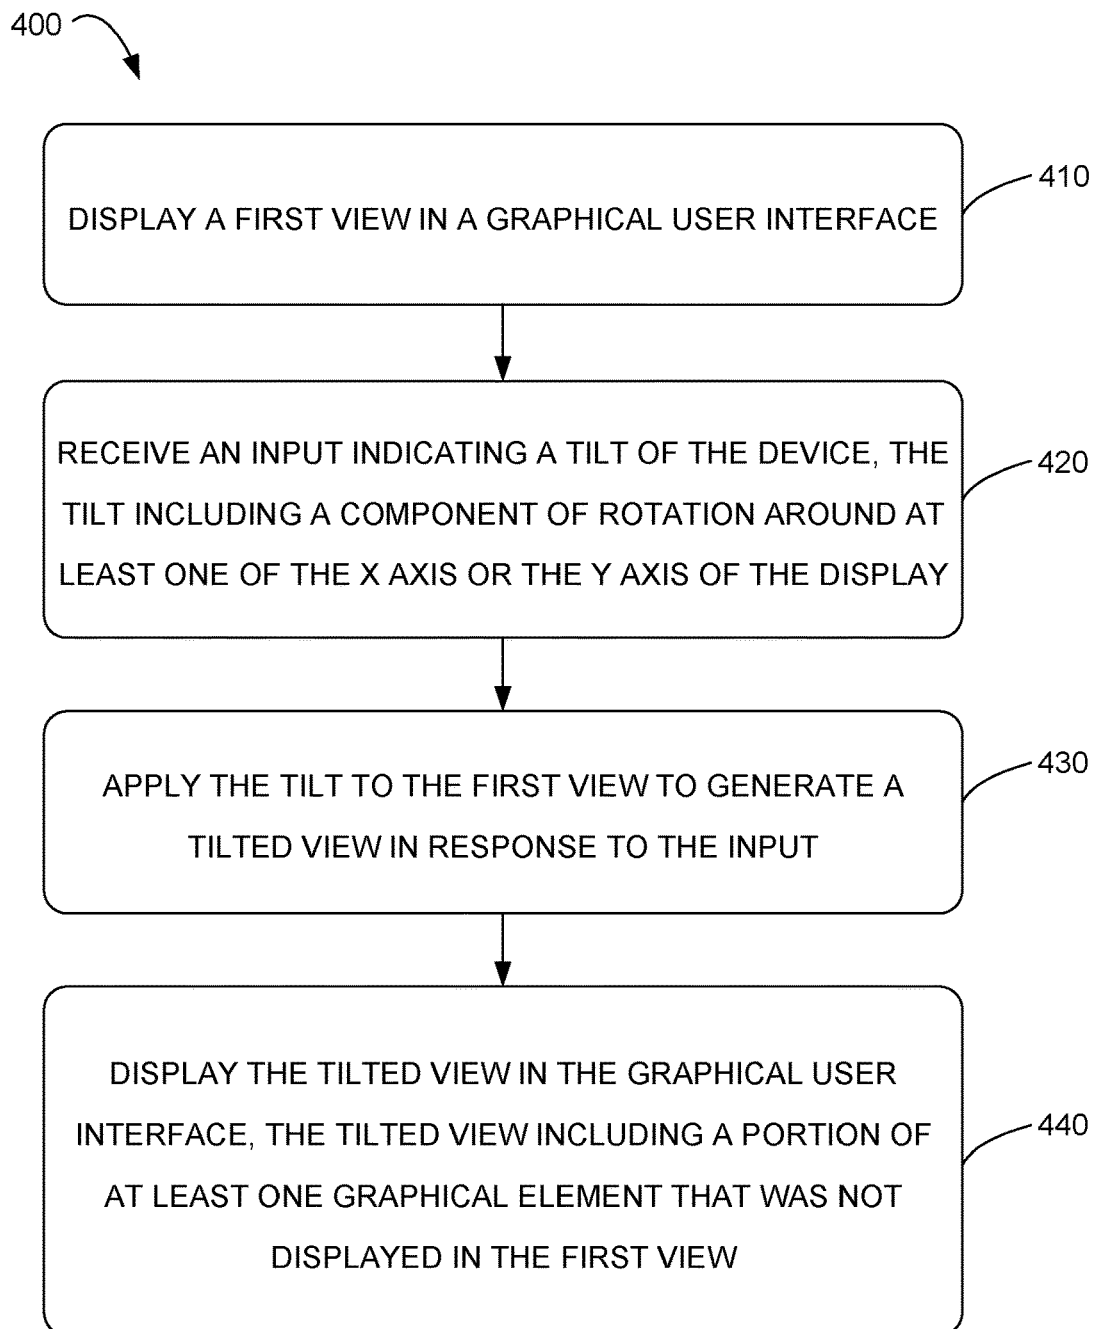 400
DISPLAY A FIRST VIEW IN A GRAPHICAL USER INTERFACE
410
RECEIVE AN INPUT INDICATING A TILT OF THE DEVICE, THE
TILT INCLUDING A COMPONENT OF ROTATION AROUND AT
LEAST ONE OF THE X AXIS OR THE Y AXIS OF THE DISPLAY
420
APPLY THE TILT TO THE FIRST VIEW TO GENERATE A
TILTED VIEW IN RESPONSE TO THE INPUT
430
DISPLAY THE TILTED VIEW IN THE GRAPHICAL USER
INTERFACE, THE TILTED VIEW INCLUDING A PORTION OF
AT LEAST ONE GRAPHICAL ELEMENT THAT WAS NOT
DISPLAYED IN THE FIRST VIEW
440